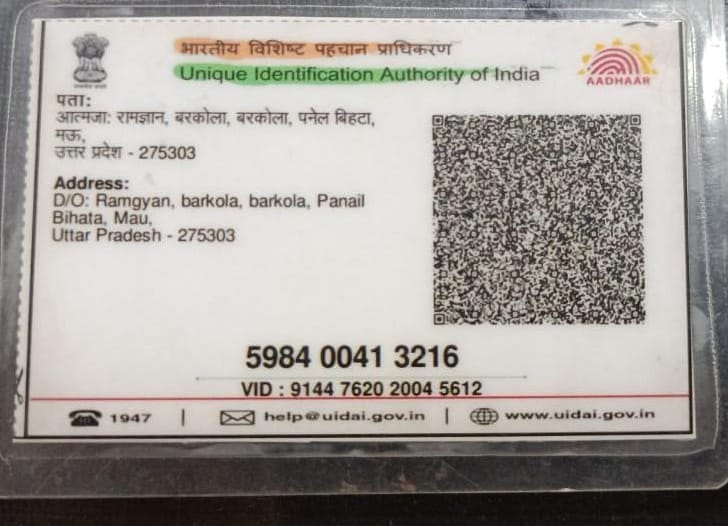 भारतीय विशिष्ट पहचान प्राधिकरण
Unique Identification Authority of India
AADHAAR
पता:
आत्मजा: रामज्ञान, बरकोला, बरकोला, पनेल बिहटा,
मऊ,
उत्तर प्रदेश - 275303
Address:
D/O: Ramgyan, barkola, barkola, Panail
Bihata, Mau,
Uttar Pradesh - 275303
5984 0041 3216
VID : 9144 7620 2004 5612
1947 | help@uidai.gov.in | www.uidai.gov.in